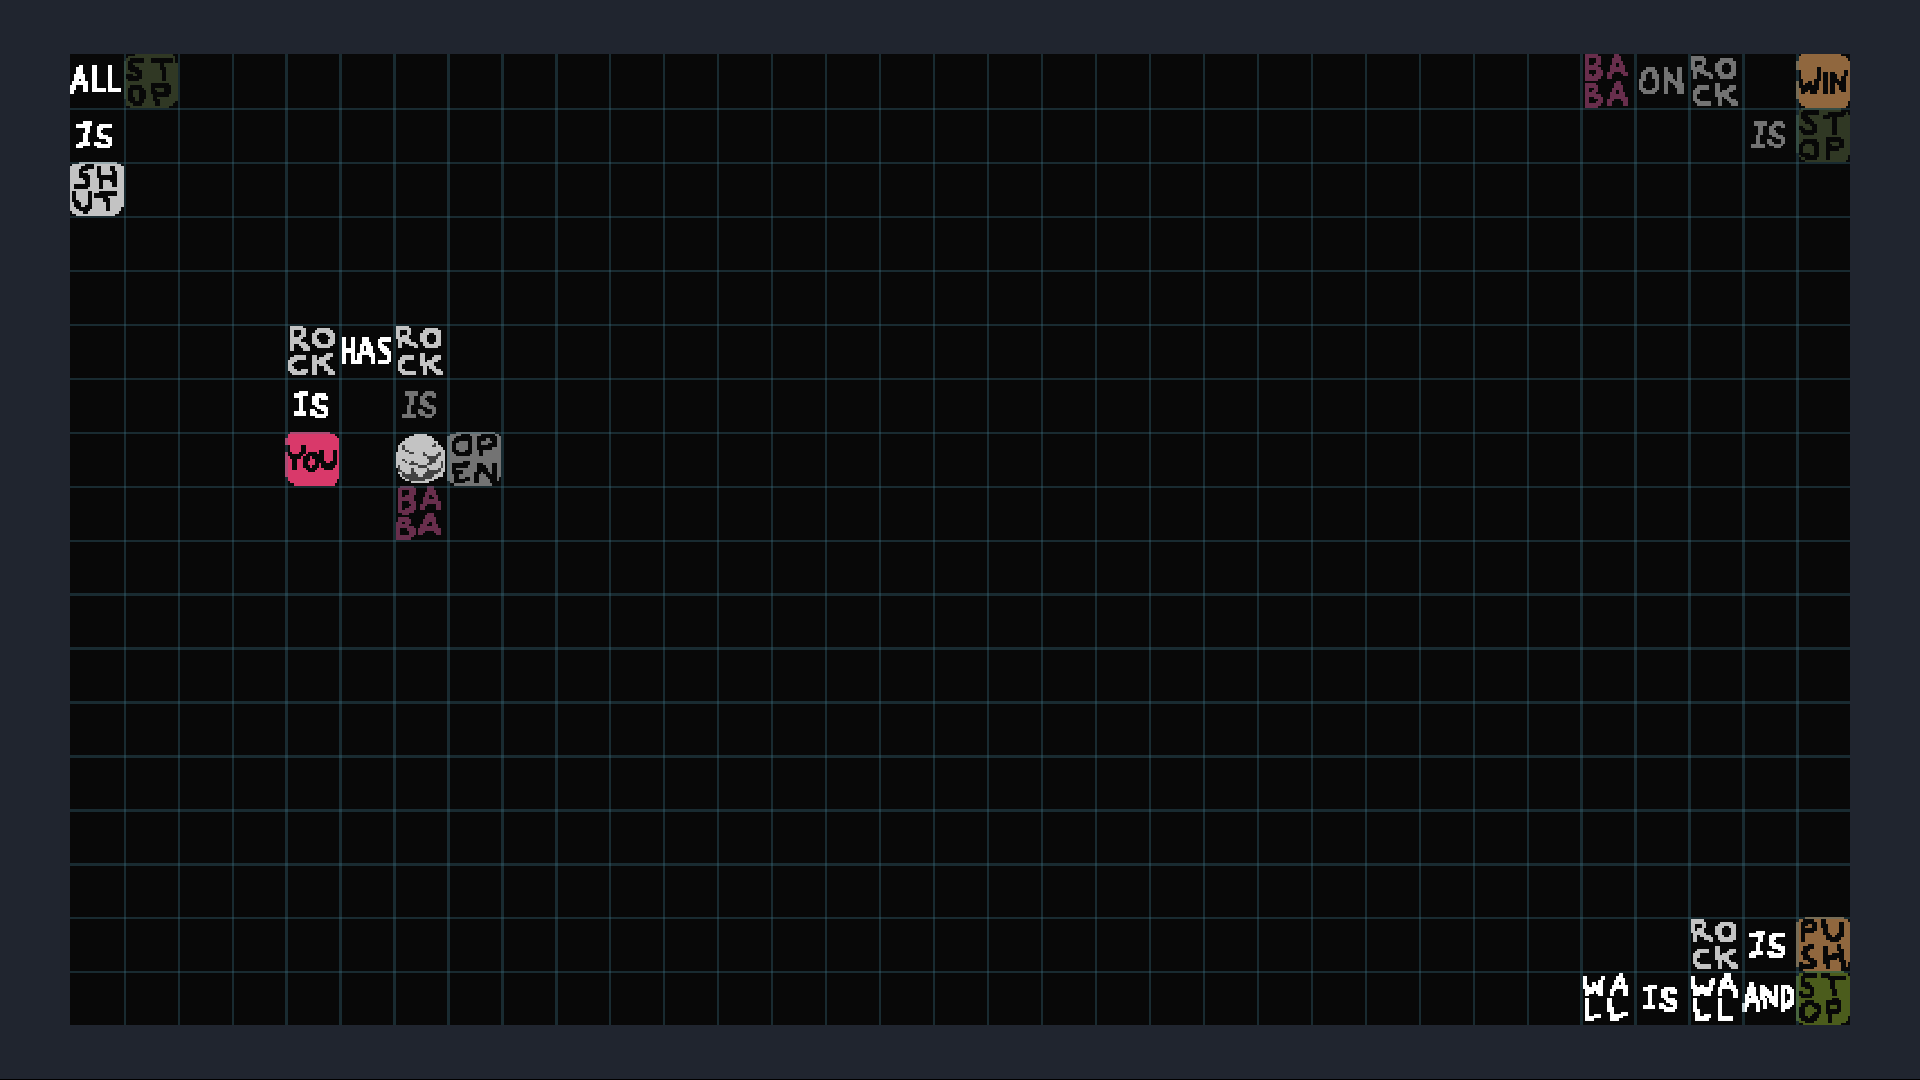 ALL STOP BABA ON ROCK WIN
IS IS STOP
SHUT
ROCK HAS ROCK
IS IS
YOU OPEN
BABA
ROCK IS PUSH
WALL IS WALL AND STOP